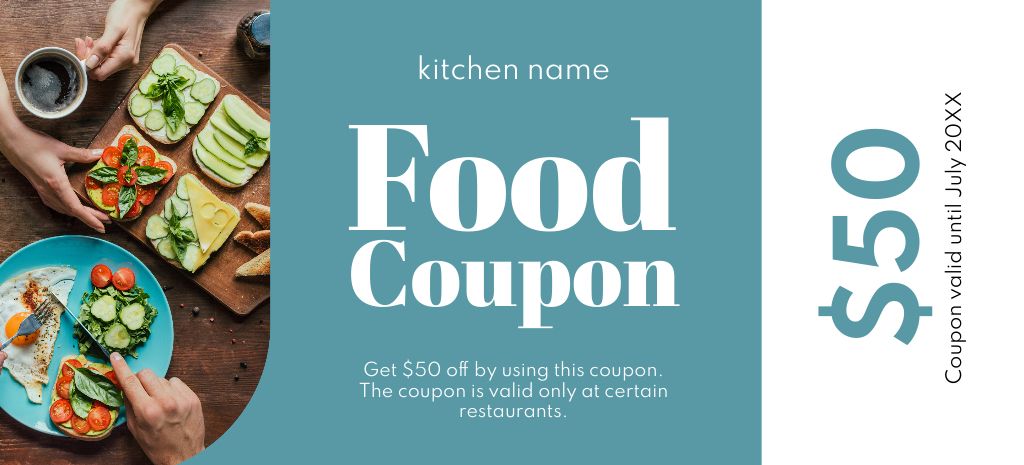 kitchen name
Food
Coupon
Get $50 off by using this coupon.
The coupon is valid only at certain
restaurants.
$50
Coupon valid until July 20XX